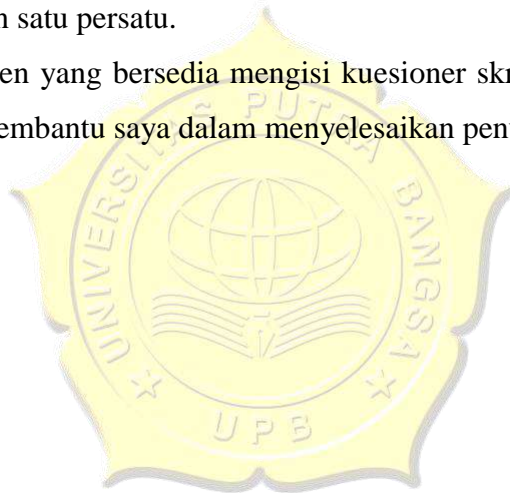 n satu persatu.
en yang bersedia mengisi kuesioner skr
embantu saya dalam menyelesaikan pen
UNIVERSITAS PUTRA BANGSA
UPB